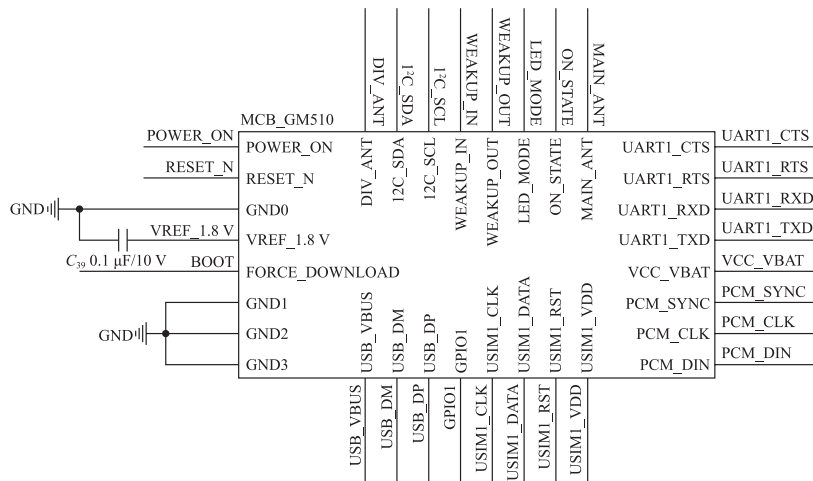 DIV_ANT
I²C_SDA
I²C_SCL
WEAKUP_IN
WEAKUP_OUT
LED_MODE
ON_STATE
MAIN_ANT
MCB_GM510
POWER_ON
RESET_N
GND
VREF_1.8 V
C₃₉ 0.1 μF/10 V
BOOT
GND
POWER_ON
RESET_N
GND0
VREF_1.8 V
FORCE_DOWNLOAD
GND1
GND2
GND3
DIV_ANT
12C_SDA
12C_SCL
WEAKUP_IN
WEAKUP_OUT
LED_MODE
ON_STATE
MAIN_ANT
USB_VBUS
USB_DM
USB_DP
GPIO1
USIM1_CLK
USIM1_DATA
USIM1_RST
USIM1_VDD
UART1_CTS
UART1_RTS
UART1_RXD
UART1_TXD
VCC_VBAT
PCM_SYNC
PCM_CLK
PCM_DIN
UART1_CTS
UART1_RTS
UART1_RXD
UART1_TXD
VCC_VBAT
PCM_SYNC
PCM_CLK
PCM_DIN
USB_VBUS
USB_DM
USB_DP
GPIO1
USIM1_CLK
USIM1_DATA
USIM1_RST
USIM1_VDD